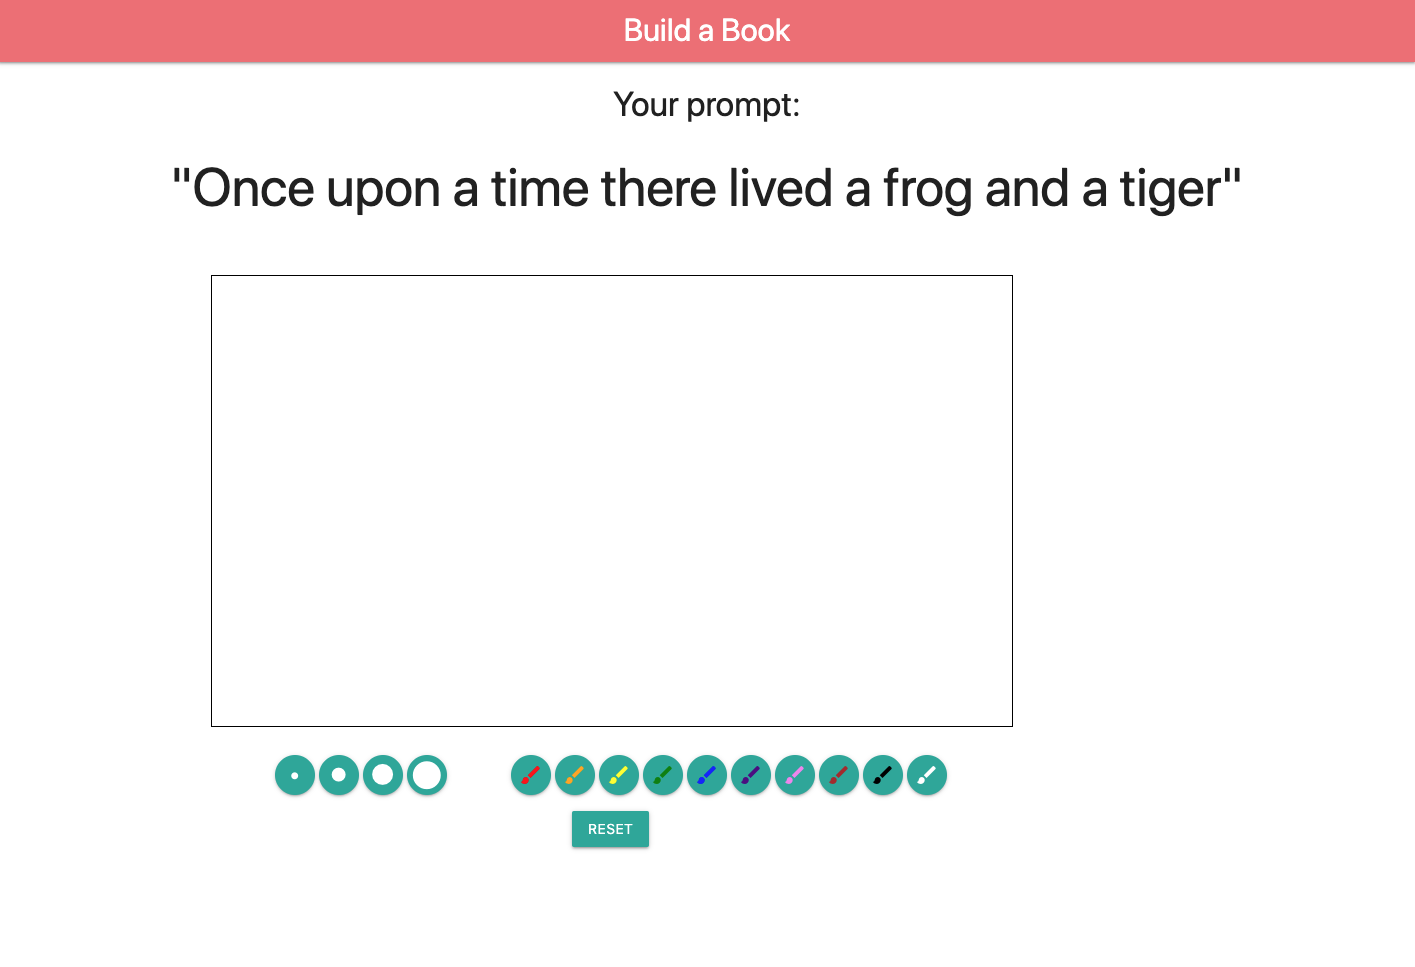 Build a Book
Your prompt:
"Once upon a time there lived a frog and a tiger"
RESET